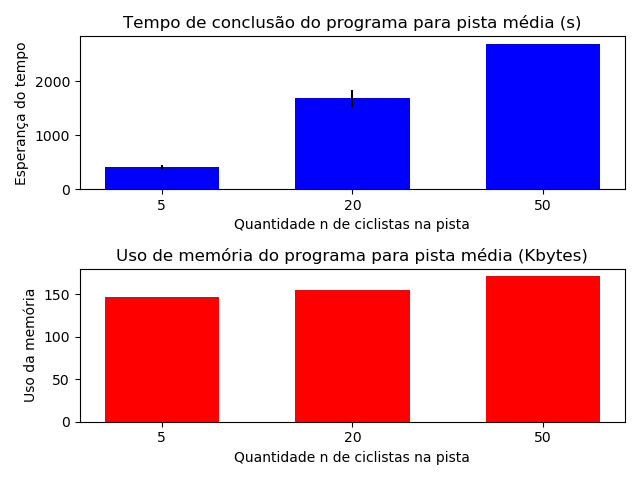 Tempo de conclusão do programa para pista média (s)
Esperança do tempo
2000
1000
0
5 20 50
Quantidade n de ciclistas na pista
Uso de memória do programa para pista média (Kbytes)
Uso da memória
150
100
50
0
5 20 50
Quantidade n de ciclistas na pista